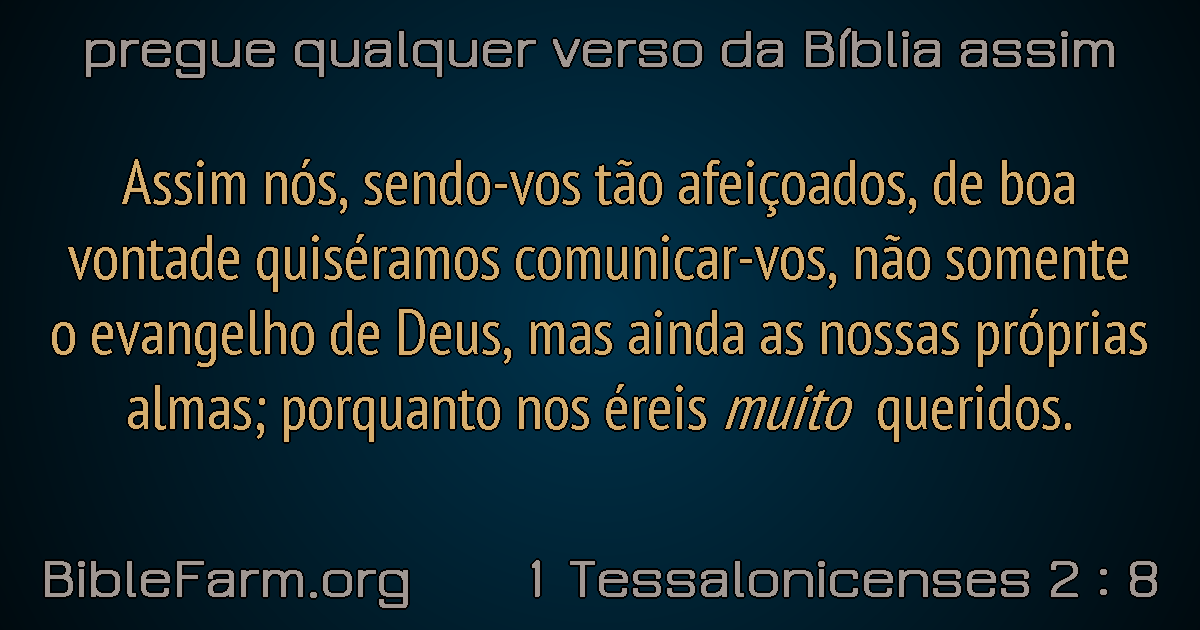 pregue qualquer verso da Bíblia assim
Assim nós, sendo-vos tão afeiçoados, de boa
vontade quiséramos comunicar-vos, não somente
o evangelho de Deus, mas ainda as nossas próprias
almas; porquanto nos éreis muito queridos.
BibleFarm.org 1 Tessalonicenses 2 : 8